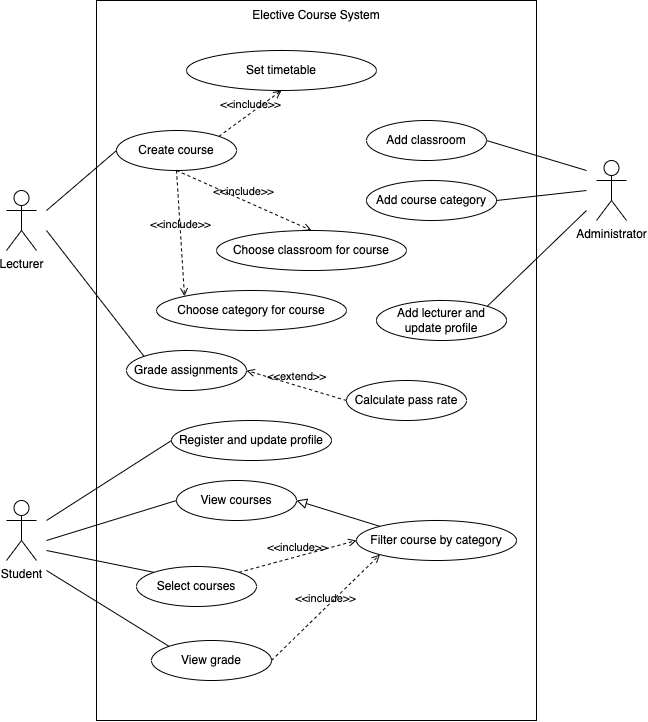 Elective Course System
Set timetable
<<include>>
Create course
Add classroom
<<include>>
Add course category
<<include>>
Administrator
Choose classroom for course
Lecturer
Choose category for course
Add lecturer and
update profile
Grade assignments
<<extend>>
Calculate pass rate
Register and update profile
View courses
Filter course by category
<<include>>
Student
Select courses
<<include>>
View grade